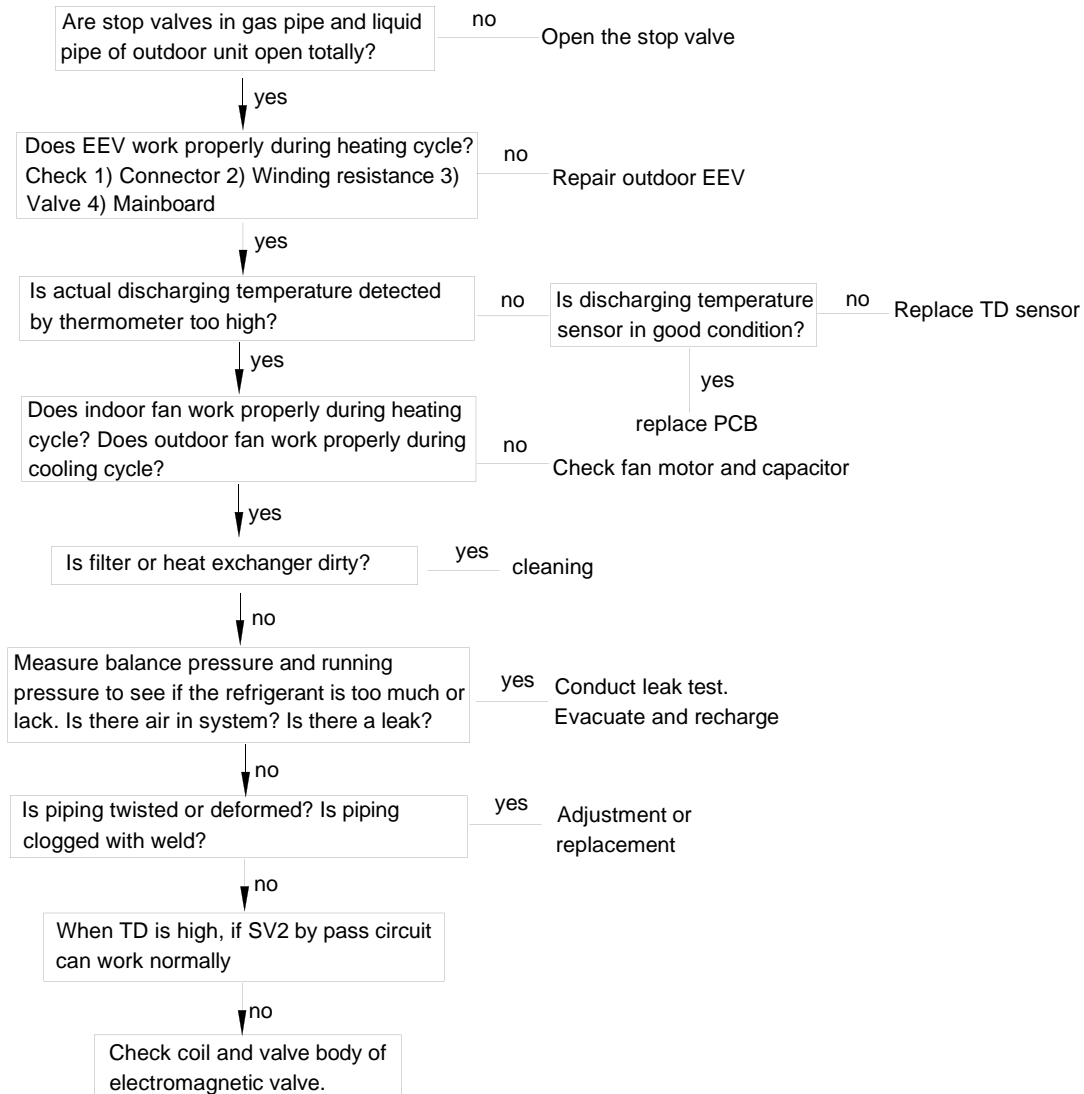 Are stop valves in gas pipe and liquid
pipe of outdoor unit open totally?
no
Open the stop valve
yes
Does EEV work properly during heating cycle?
Check 1) Connector 2) Winding resistance 3)
Valve 4) Mainboard
no
Repair outdoor EEV
yes
Is actual discharging temperature detected
by thermometer too high?
no
Is discharging temperature
sensor in good condition?
no
Replace TD sensor
yes
replace PCB
yes
Does indoor fan work properly during heating
cycle? Does outdoor fan work properly during
cooling cycle?
no
Check fan motor and capacitor
yes
Is filter or heat exchanger dirty?
yes
cleaning
no
Measure balance pressure and running
pressure to see if the refrigerant is too much or
lack. Is there air in system? Is there a leak?
yes
Conduct leak test.
Evacuate and recharge
no
Is piping twisted or deformed? Is piping
clogged with weld?
yes
Adjustment or
replacement
no
When TD is high, if SV2 by pass circuit
can work normally
no
Check coil and valve body of
electromagnetic valve.